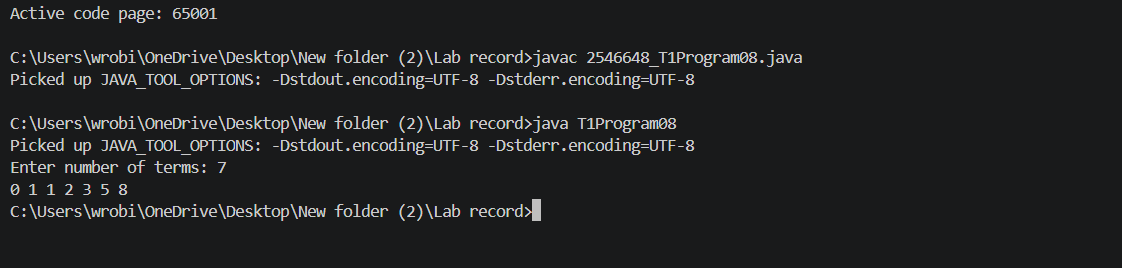 Active code page: 65001
C:\Users\wrobi\OneDrive\Desktop\New folder (2)\Lab record>javac 2546648_T1Program08.java
Picked up JAVA_TOOL_OPTIONS: -Dstdout.encoding=UTF-8 -Dstderr.encoding=UTF-8
C:\Users\wrobi\OneDrive\Desktop\New folder (2)\Lab record>java T1Program08
Picked up JAVA_TOOL_OPTIONS: -Dstdout.encoding=UTF-8 -Dstderr.encoding=UTF-8
Enter number of terms: 7
0 1 1 2 3 5 8
C:\Users\wrobi\OneDrive\Desktop\New folder (2)\Lab record>